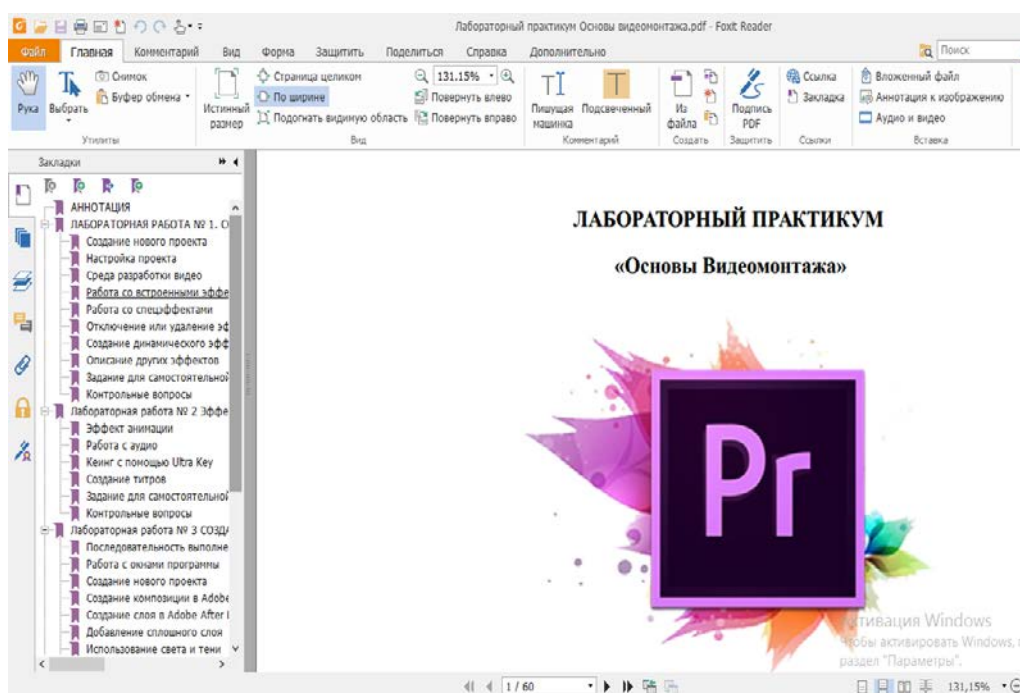 Лабораторный практикум Основы видеомонтажа.pdf - Foxit Reader
Файл Главная Комментарий Вид Форма Защитить Поделиться Справка Дополнительно Поиск
Рука
Выбрать
Снимок
Буфер обмена
Утилиты
Истинный размер
Страница целиком
По ширине
Подогнать видимую область
131.15%
Повернуть влево
Повернуть вправо
Вид
Пишущая машинка
Подсвеченный
Комментарий
Из файла
Создать
Подпись PDF
Защитить
Ссылка
Закладка
Ссылки
Вложенный файл
Аннотация к изображению
Аудио и видео
Вставка
Закладки
АННОТАЦИЯ
ЛАБОРАТОРНАЯ РАБОТА № 1. С
Создание нового проекта
Настройка проекта
Среда разработки видео
Работа со встроенными эффе
Работа со спецэффектами
Отключение или удаление эф
Создание динамического эфф
Описание других эффектов
Задание для самостоятельной
Контрольные вопросы
Лабораторная работа № 2 Эффе
Эффект анимации
Работа с аудио
Кеинг с помощью Ultra Key
Создание титров
Задание для самостоятельной
Контрольные вопросы
Лабораторная работа № 3 СОЗДА
Последовательность выполне
Работа с окнами программы
Создание нового проекта
Создание композиции в Adobe
Создание слоя в Adobe After
Добавление сплошного слоя
Использование света и тени
ЛАБОРАТОРНЫЙ ПРАКТИКУМ
«Основы Видеомонтажа»
Pr
Активация Windows
Чтобы активировать Windows,
раздел "Параметры".
1 / 60
131,15%